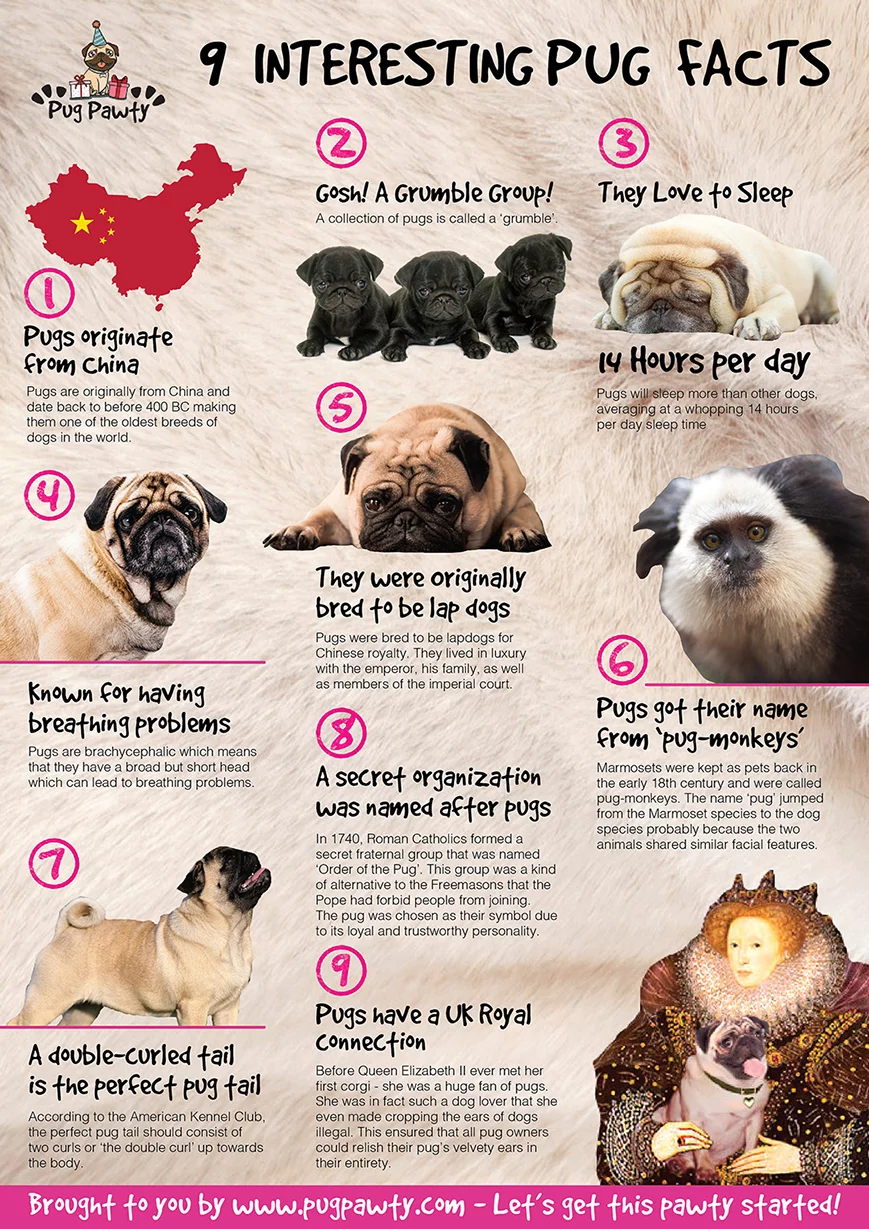 Pug Pawty
9 INTERESTING PUG FACTS
1
Pugs originate
from China
Pugs are originally from China and
date back to before 400 BC making
them one of the oldest breeds of
dogs in the world.
2
Gosh! A Grumble Group!
A collection of pugs is called a ‘grumble’.
3
They Love to Sleep
14 Hours per day
Pugs will sleep more than other dogs,
averaging at a whopping 14 hours
per day sleep time
4
Known for having
breathing problems
Pugs are brachycephalic which means
that they have a broad but short head
which can lead to breathing problems.
5
They were originally
bred to be lap dogs
Pugs were bred to be lapdogs for
Chinese royalty. They lived in luxury
with the emperor, his family, as well
as members of the imperial court.
6
Pugs got their name
from ‘pug-monkeys’
Marmosets were kept as pets back in
the early 18th century and were called
pug-monkeys. The name ‘pug’ jumped
from the Marmoset species to the dog
species probably because the two
animals shared similar facial features.
7
A double-curled tail
is the perfect pug tail
According to the American Kennel Club,
the perfect pug tail should consist of
two curls or ‘the double curl’ up towards
the body.
8
A secret organization
was named after pugs
In 1740, Roman Catholics formed a
secret fraternal group that was named
‘Order of the Pug’. This group was a kind
of alternative to the Freemasons that the
Pope had forbid people from joining.
The pug was chosen as their symbol due
to its loyal and trustworthy personality.
9
Pugs have a UK Royal
Connection
Before Queen Elizabeth II ever met her
first corgi - she was a huge fan of pugs.
She was in fact such a dog lover that she
even made cropping the ears of dogs
illegal. This ensured that all pug owners
could relish their pug’s velvety ears in
their entirety.
Brought to you by www.pugpawty.com - Let’s get this pawty started!